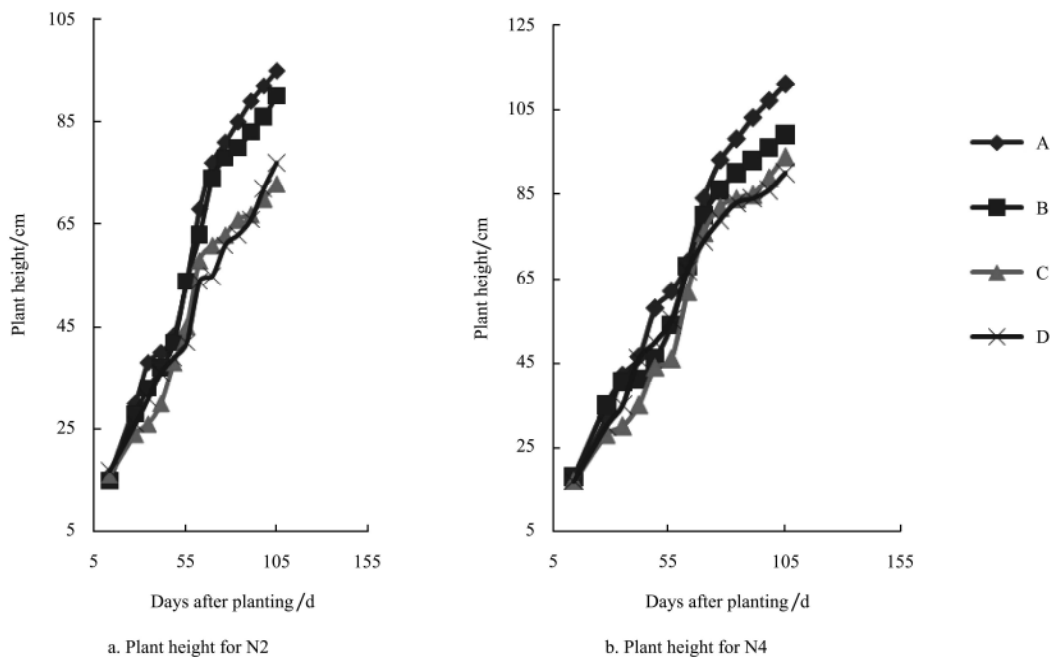 105
85
65
45
25
5
Plant height/cm
5 55 105 155
Days after planting/d
a. Plant height for N2
125
105
85
65
45
25
5
Plant height/cm
5 55 105 155
Days after planting/d
b. Plant height for N4
A
B
C
D